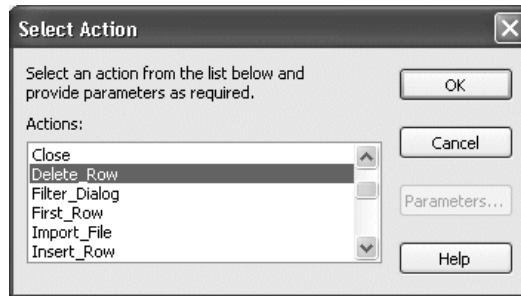 Select Action
Select an action from the list below and
provide parameters as required.
OK
Actions:
Cancel
Close
Delete_Row
Filter_Dialog
First_Row
Import_File
Insert_Row
Parameters...
Help